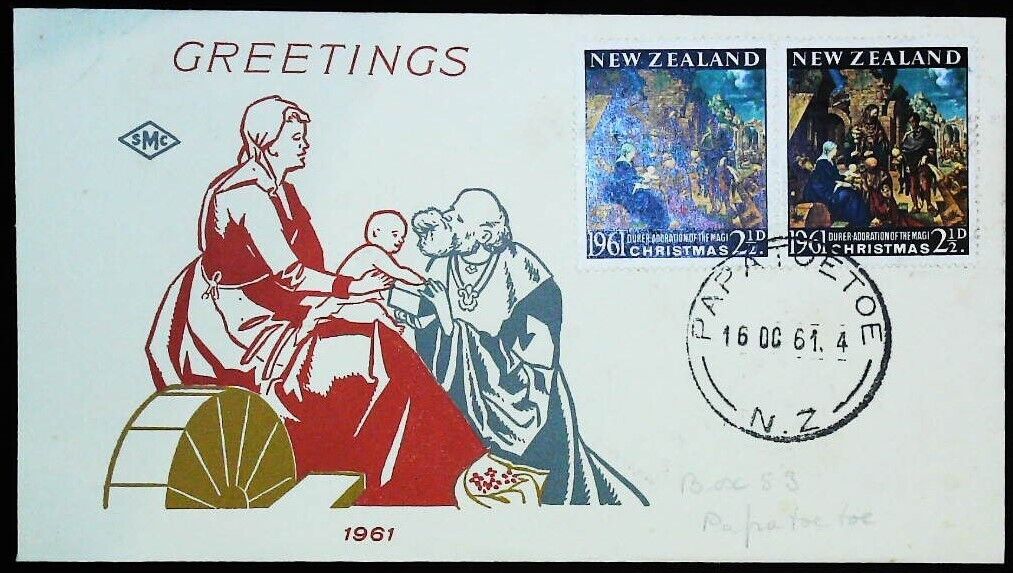 GREETINGS
SMC
NEW ZEALAND
1961 DURER-ADORATION OF THE MAGI CHRISTMAS 2½D.
NEW ZEALAND
1961 DURER-ADORATION OF THE MAGI CHRISTMAS 2½D.
PAPATOETOE
16 OC 61. 4
N.Z
Box 53
Papatoetoe
1961